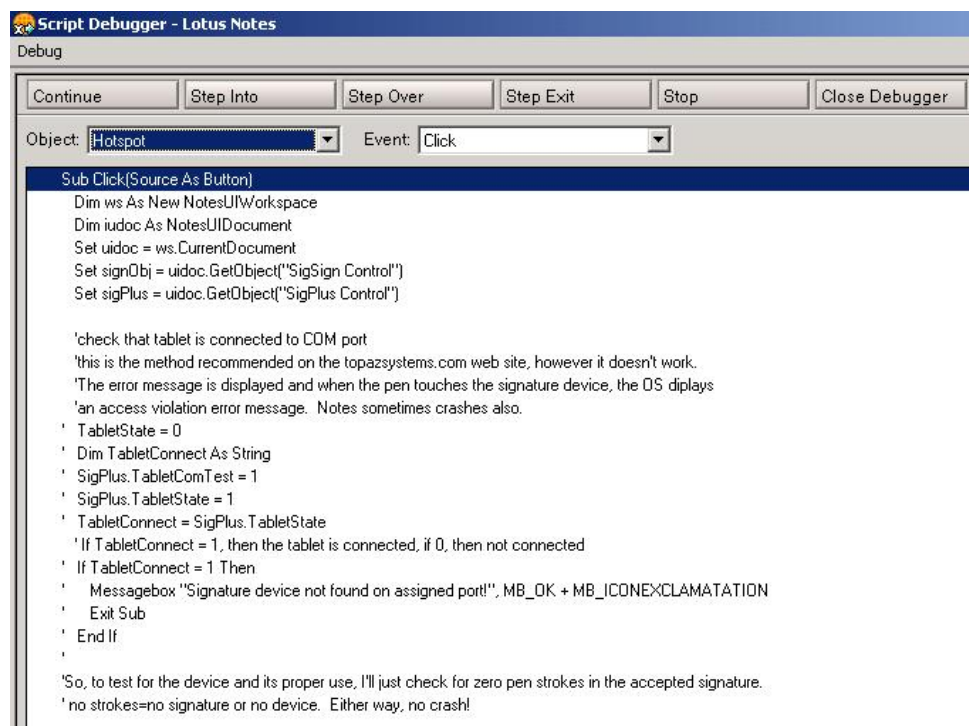 Script Debugger - Lotus Notes
Debug
Continue Step Into Step Over Step Exit Stop Close Debugger
Object: Hotspot Event: Click
Sub Click(Source As Button)
Dim ws As New NotesUIWorkspace
Dim iudoc As NotesUIDocument
Set uidoc = ws.CurrentDocument
Set signObj = uidoc.GetObject("SigSign Control")
Set sigPlus = uidoc.GetObject("SigPlus Control")
'check that tablet is connected to COM port
'this is the method recommended on the topazsystems.com web site, however it doesn't work.
'The error message is displayed and when the pen touches the signature device, the OS diplays
'an access violation error message. Notes sometimes crashes also.
' TabletState = 0
' Dim TabletConnect As String
' SigPlus.TabletComTest = 1
' SigPlus.TabletState = 1
' TabletConnect = SigPlus.TabletState
'If TabletConnect = 1, then the tablet is connected, if 0, then not connected
' If TabletConnect = 1 Then
' Messagebox "Signature device not found on assigned port!", MB_OK + MB_ICONEXCLAMATATION
' Exit Sub
' End If
'
'So, to test for the device and its proper use, I'll just check for zero pen strokes in the accepted signature.
' no strokes=no signature or no device. Either way, no crash!